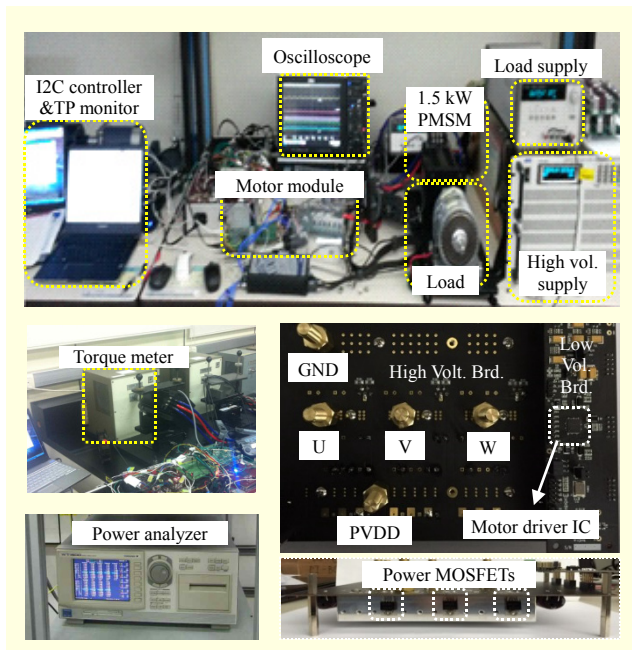 Oscilloscope
Load supply
I2C controller
&TP monitor
1.5 kW
PMSM
Motor module
Load
High vol.
supply
Torque meter
GND
High Volt. Brd.
Low
Vol.
Brd.
U
V
W
PVDD
Motor driver IC
Power analyzer
Power MOSFETs